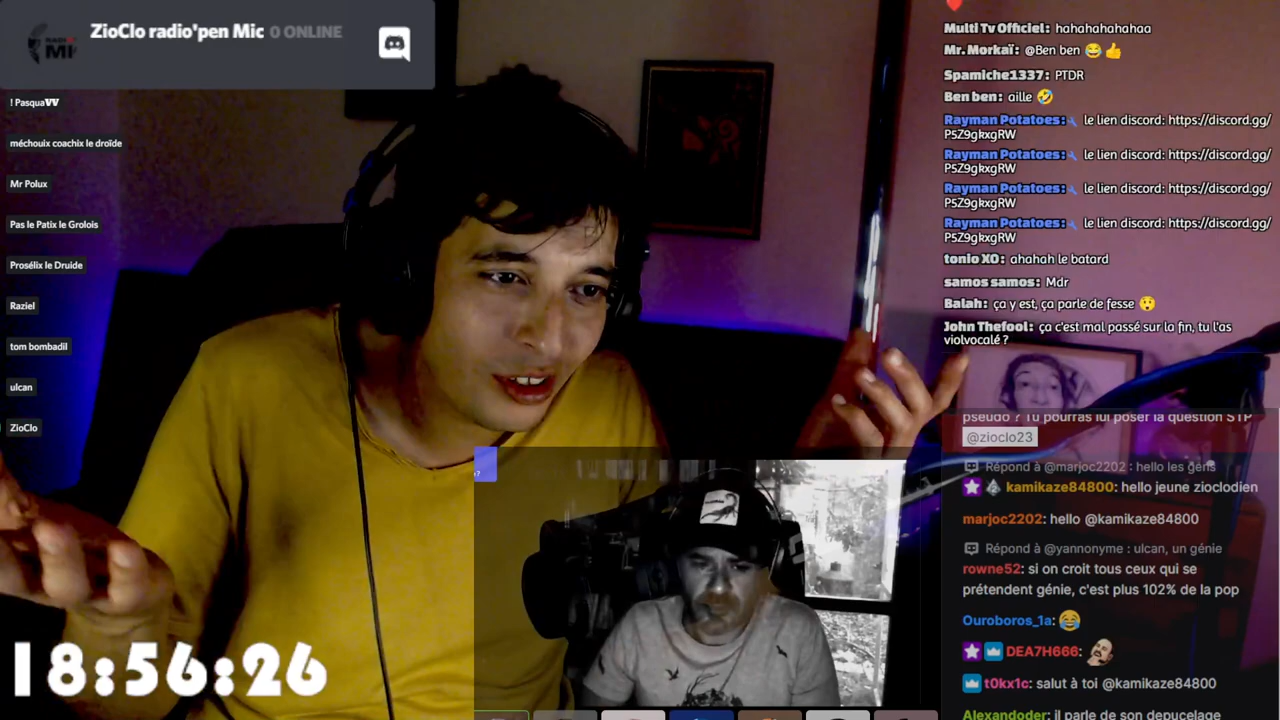 ZioClo radio'pen Mic 0 ONLINE
MI
! PasquaVV
méchouix coachix le droïde
Mr Polux
Pas le Patix le Grolois
Prosélix le Druide
Raziel
tom bombadil
ulcan
ZioClo
18:56:26
Multi Tv Officiel: hahahahahahaa
Mr. Morkaï: @Ben ben 😂 👍
Spamiche1337: PTDR
Ben ben: aille 🤣
Rayman Potatoes: le lien discord: https://discord.gg/
P5Z9gkxgRW
Rayman Potatoes: le lien discord: https://discord.gg/
P5Z9gkxgRW
Rayman Potatoes: le lien discord: https://discord.gg/
P5Z9gkxgRW
Rayman Potatoes: le lien discord: https://discord.gg/
P5Z9gkxgRW
tonio XO: ahahah le batard
samos samos: Mdr
Balah: ça y est, ça parle de fesse 😲
John Thefool: ça c'est mal passé sur la fin, tu l'as
violvocalé ?
pseudo ? Tu pourras lui poser la question STP
@zioclo23
Répond à @marjoc2202 : hello les gens
kamikaze84800: hello jeune zioclodien
marjoc2202: hello @kamikaze84800
Répond à @yannonyme : ulcan, un génie
rowne52: si on croit tous ceux qui se
prétendent génie, c'est plus 102% de la pop
Ouroboros_1a: 😂
DEA7H666:
t0kx1c: salut à toi @kamikaze84800
Alexandoder: il parle de son depucelage